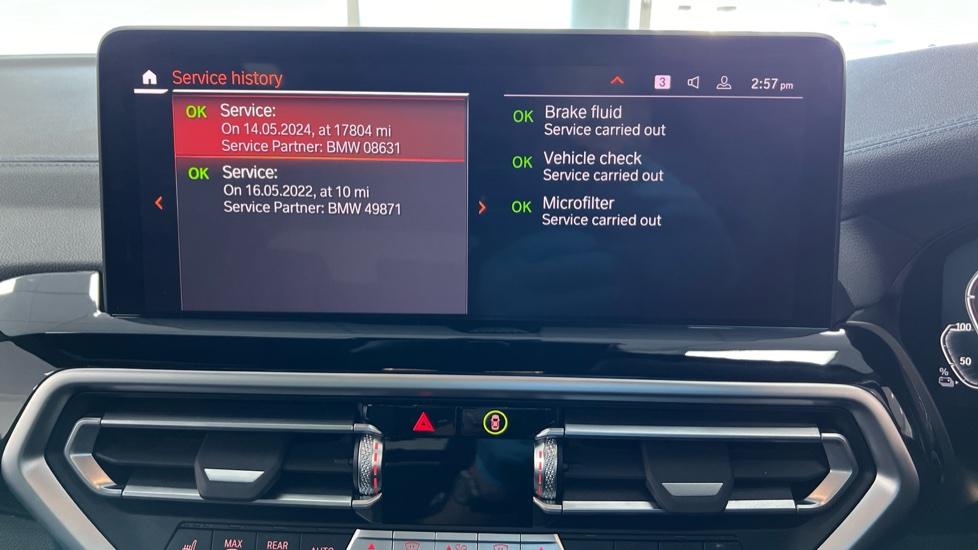 Service history
3
2:57 pm
OK Service:
On 14.05.2024, at 17804 mi
Service Partner: BMW 08631
OK Service:
On 16.05.2022, at 10 mi
Service Partner: BMW 49871
OK Brake fluid
Service carried out
OK Vehicle check
Service carried out
OK Microfilter
Service carried out
100
50
%
MAX
REAR
AUTO